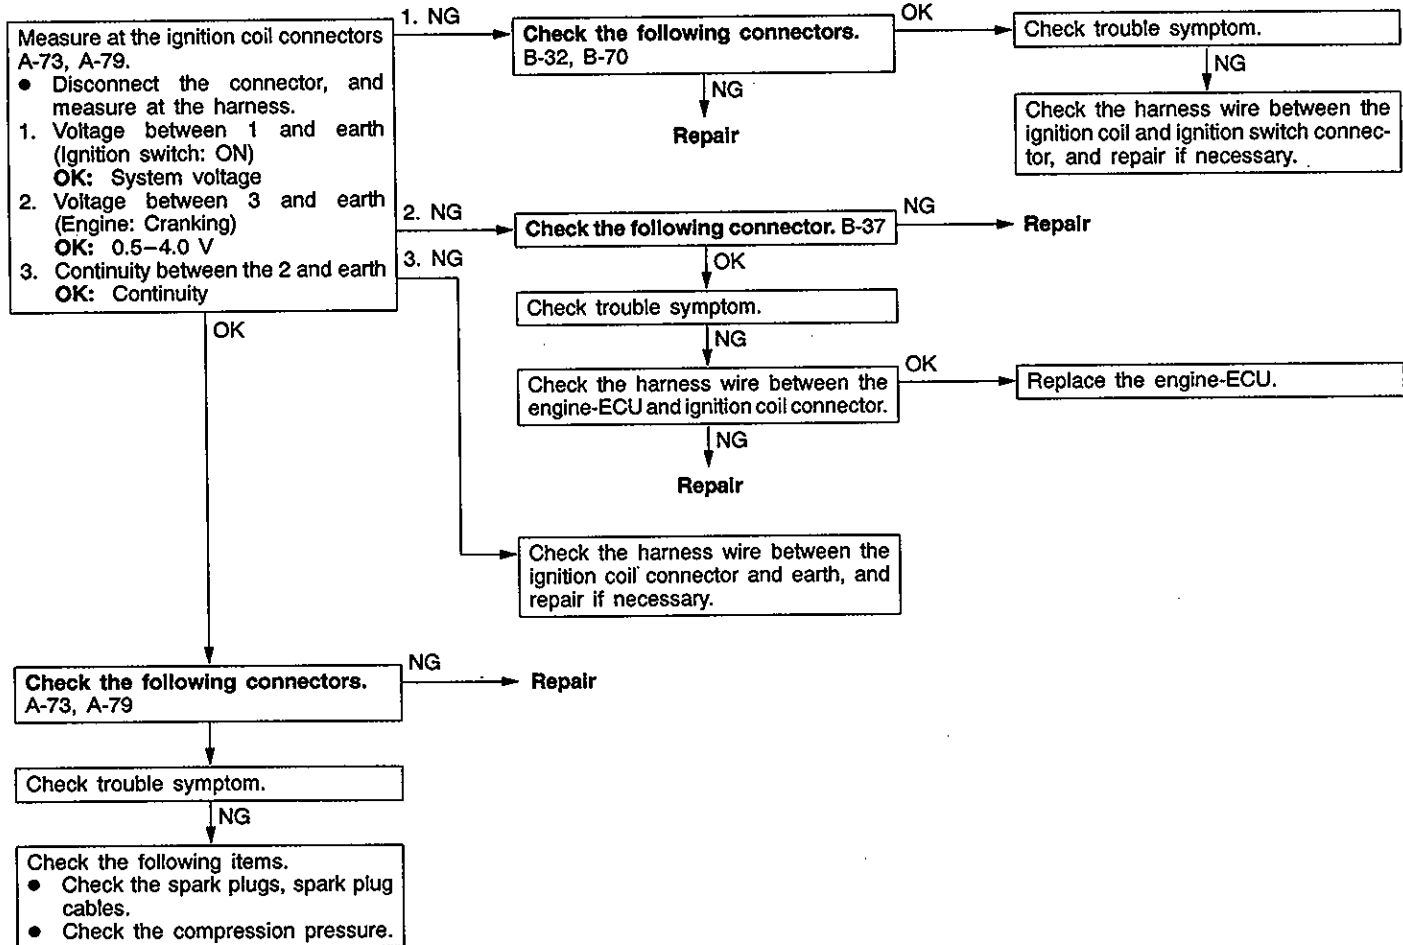 Measure at the ignition coil connectors
A-73, A-79.
● Disconnect the connector, and
measure at the harness.
1. Voltage between 1 and earth
(Ignition switch: ON)
OK: System voltage
2. Voltage between 3 and earth
(Engine: Cranking)
OK: 0.5–4.0 V
3. Continuity between the 2 and earth
OK: Continuity
1. NG
Check the following connectors.
B-32, B-70
OK
Check trouble symptom.
NG
Check the harness wire between the
ignition coil and ignition switch connec-
tor, and repair if necessary.
NG
Repair
2. NG
Check the following connector. B-37
NG
Repair
OK
Check trouble symptom.
NG
Check the harness wire between the
engine-ECU and ignition coil connector.
OK
Replace the engine-ECU.
NG
Repair
3. NG
Check the harness wire between the
ignition coil connector and earth, and
repair if necessary.
OK
Check the following connectors.
A-73, A-79
NG
Repair
Check trouble symptom.
NG
Check the following items.
● Check the spark plugs, spark plug
cables.
● Check the compression pressure.